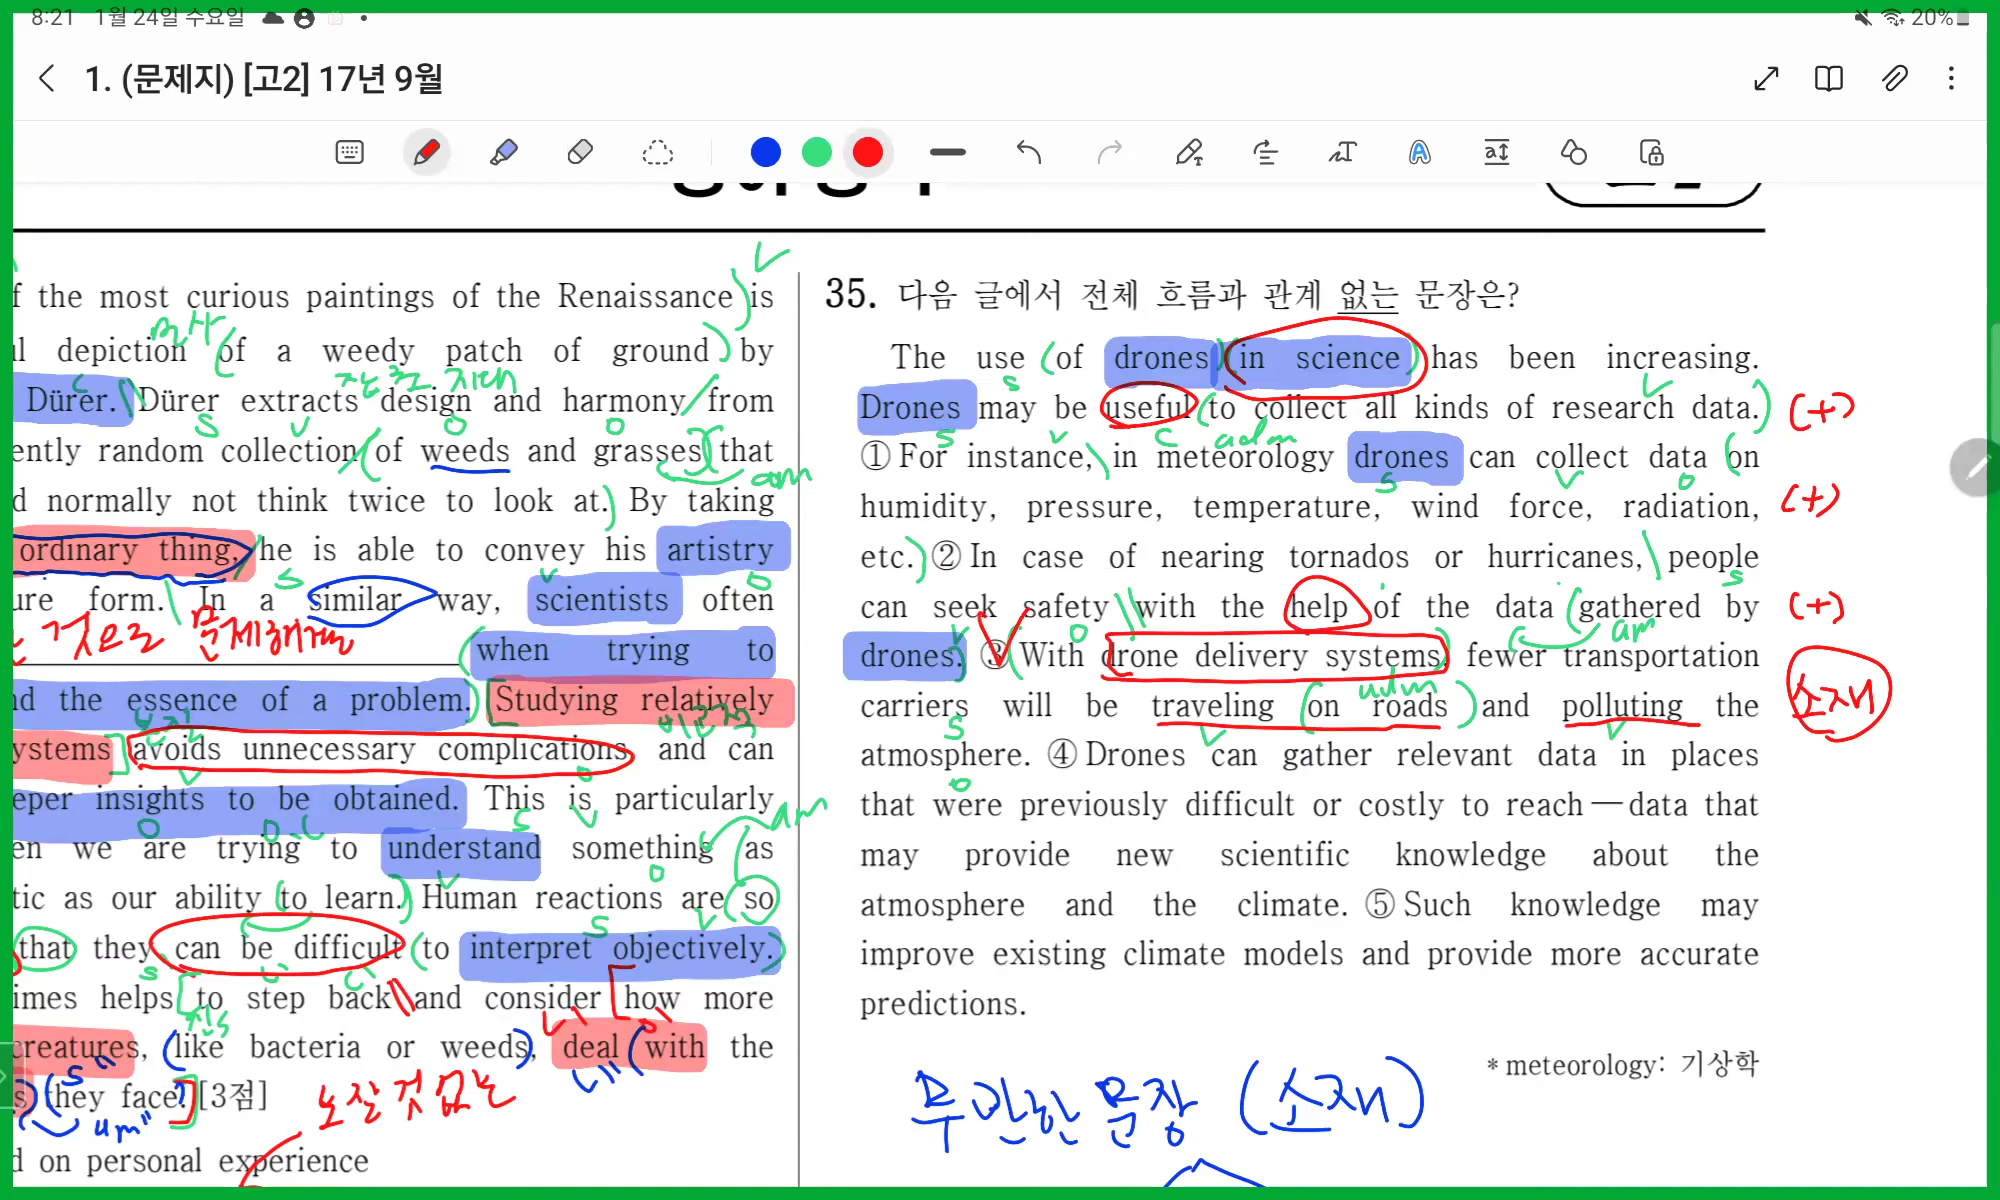 8:21 1월 24일 수요일
20%
1. (문제지) [고2] 17년 9월
f the most curious paintings of the Renaissance is
l depiction of a weedy patch of ground by
Dürer. Dürer extracts design and harmony from
ently random collection of weeds and grasses that
d normally not think twice to look at. By taking
ordinary thing, he is able to convey his artistry
ure form. In a similar way, scientists often
것으로 문제해결
when trying to
nd the essence of a problem. Studying relatively
ystems avoids unnecessary complications and can
eper insights to be obtained. This is particularly
en we are trying to understand something as
tic as our ability to learn. Human reactions are so
that they can be difficult to interpret objectively.
imes helps to step back and consider how more
creatures, like bacteria or weeds, deal with the
s they face. [3점]
보잘것없는
d on personal experience
35. 다음 글에서 전체 흐름과 관계 없는 문장은?
The use of drones in science has been increasing.
Drones may be useful to collect all kinds of research data. (+)
① For instance, in meteorology drones can collect data on
humidity, pressure, temperature, wind force, radiation, (+)
etc. ② In case of nearing tornados or hurricanes, people
can seek safety with the help of the data gathered by (+)
drones. ③ With drone delivery systems, fewer transportation
carriers will be traveling on roads and polluting the 소재
atmosphere. ④ Drones can gather relevant data in places
that were previously difficult or costly to reach — data that
may provide new scientific knowledge about the
atmosphere and the climate. ⑤ Such knowledge may
improve existing climate models and provide more accurate
predictions.
* meteorology: 기상학
무관한 문장 (소재)